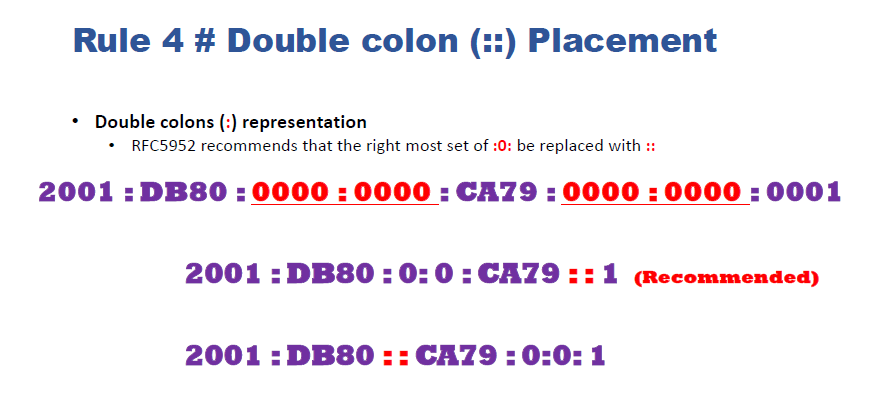 Rule 4 # Double colon (::) Placement
• Double colons (:) representation
• RFC5952 recommends that the right most set of :0: be replaced with ::
2001 : DB80 : 0000 : 0000 : CA79 : 0000 : 0000 : 0001
2001 : DB80 : 0: 0 : CA79 : : 1 (Recommended)
2001 : DB80 : : CA79 : 0:0: 1